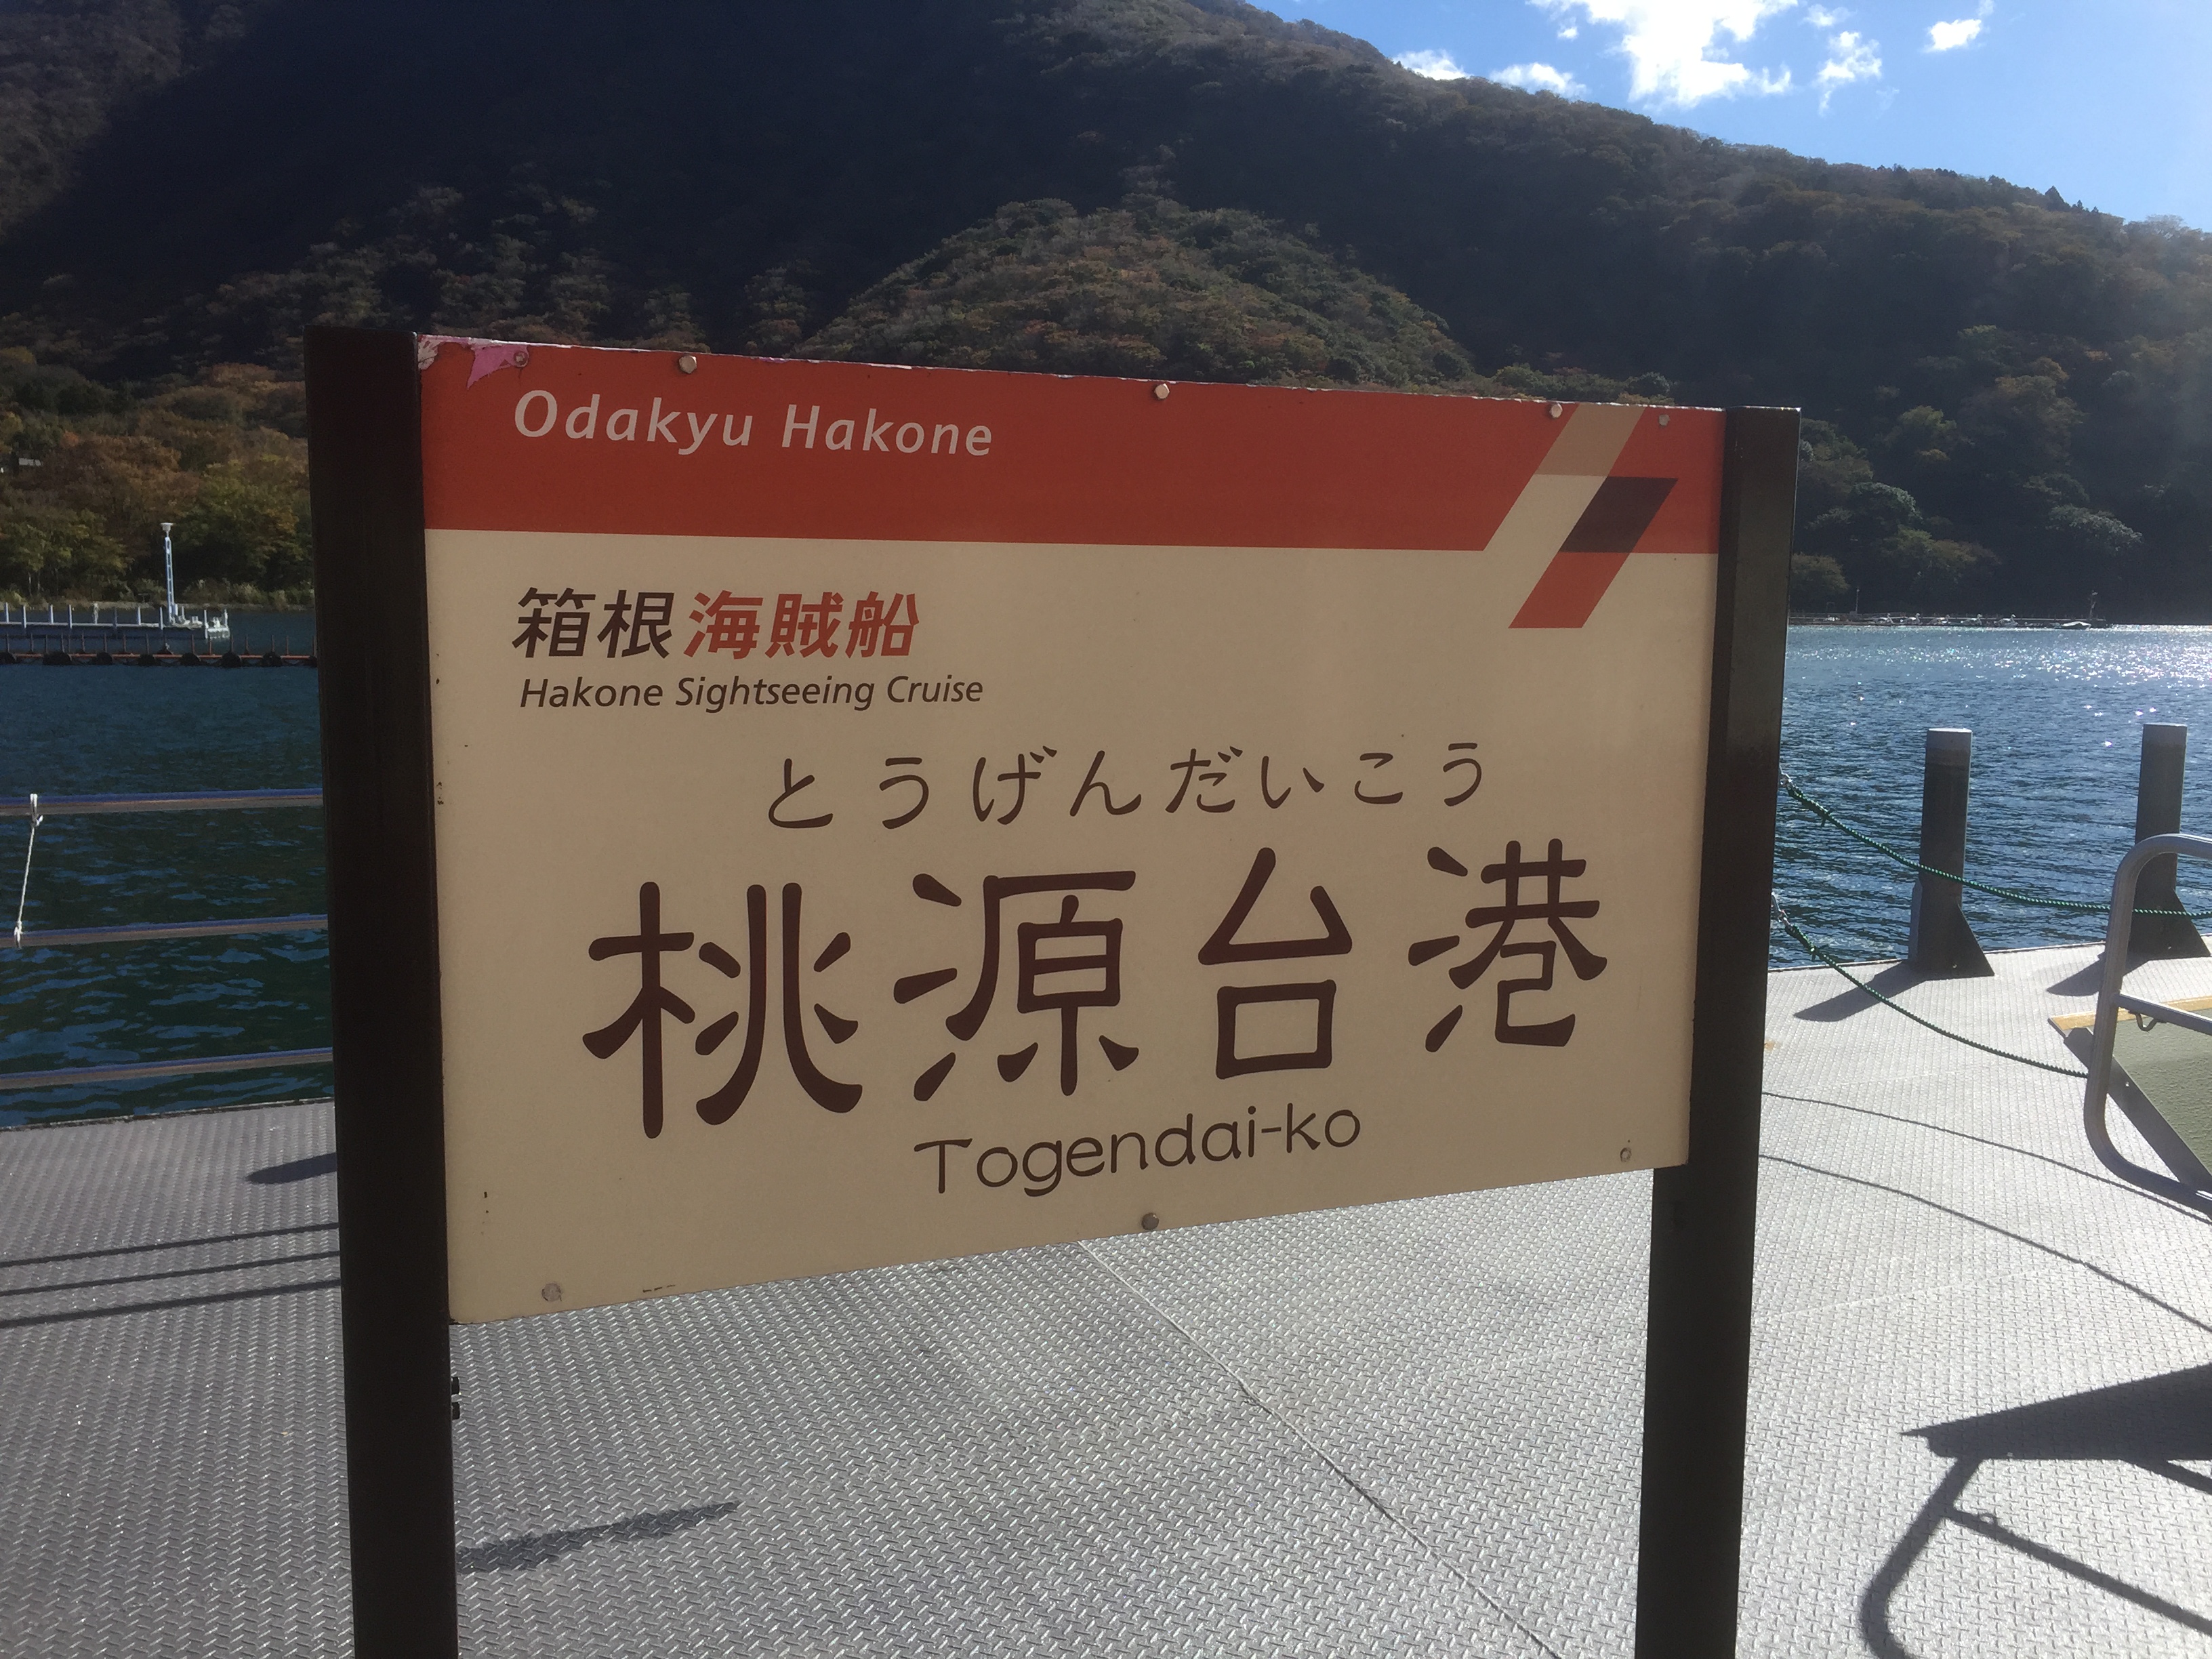 Odakyu Hakone
箱根海賊船
Hakone Sightseeing Cruise
とうげんだいこう
桃源台港
Togendai-ko